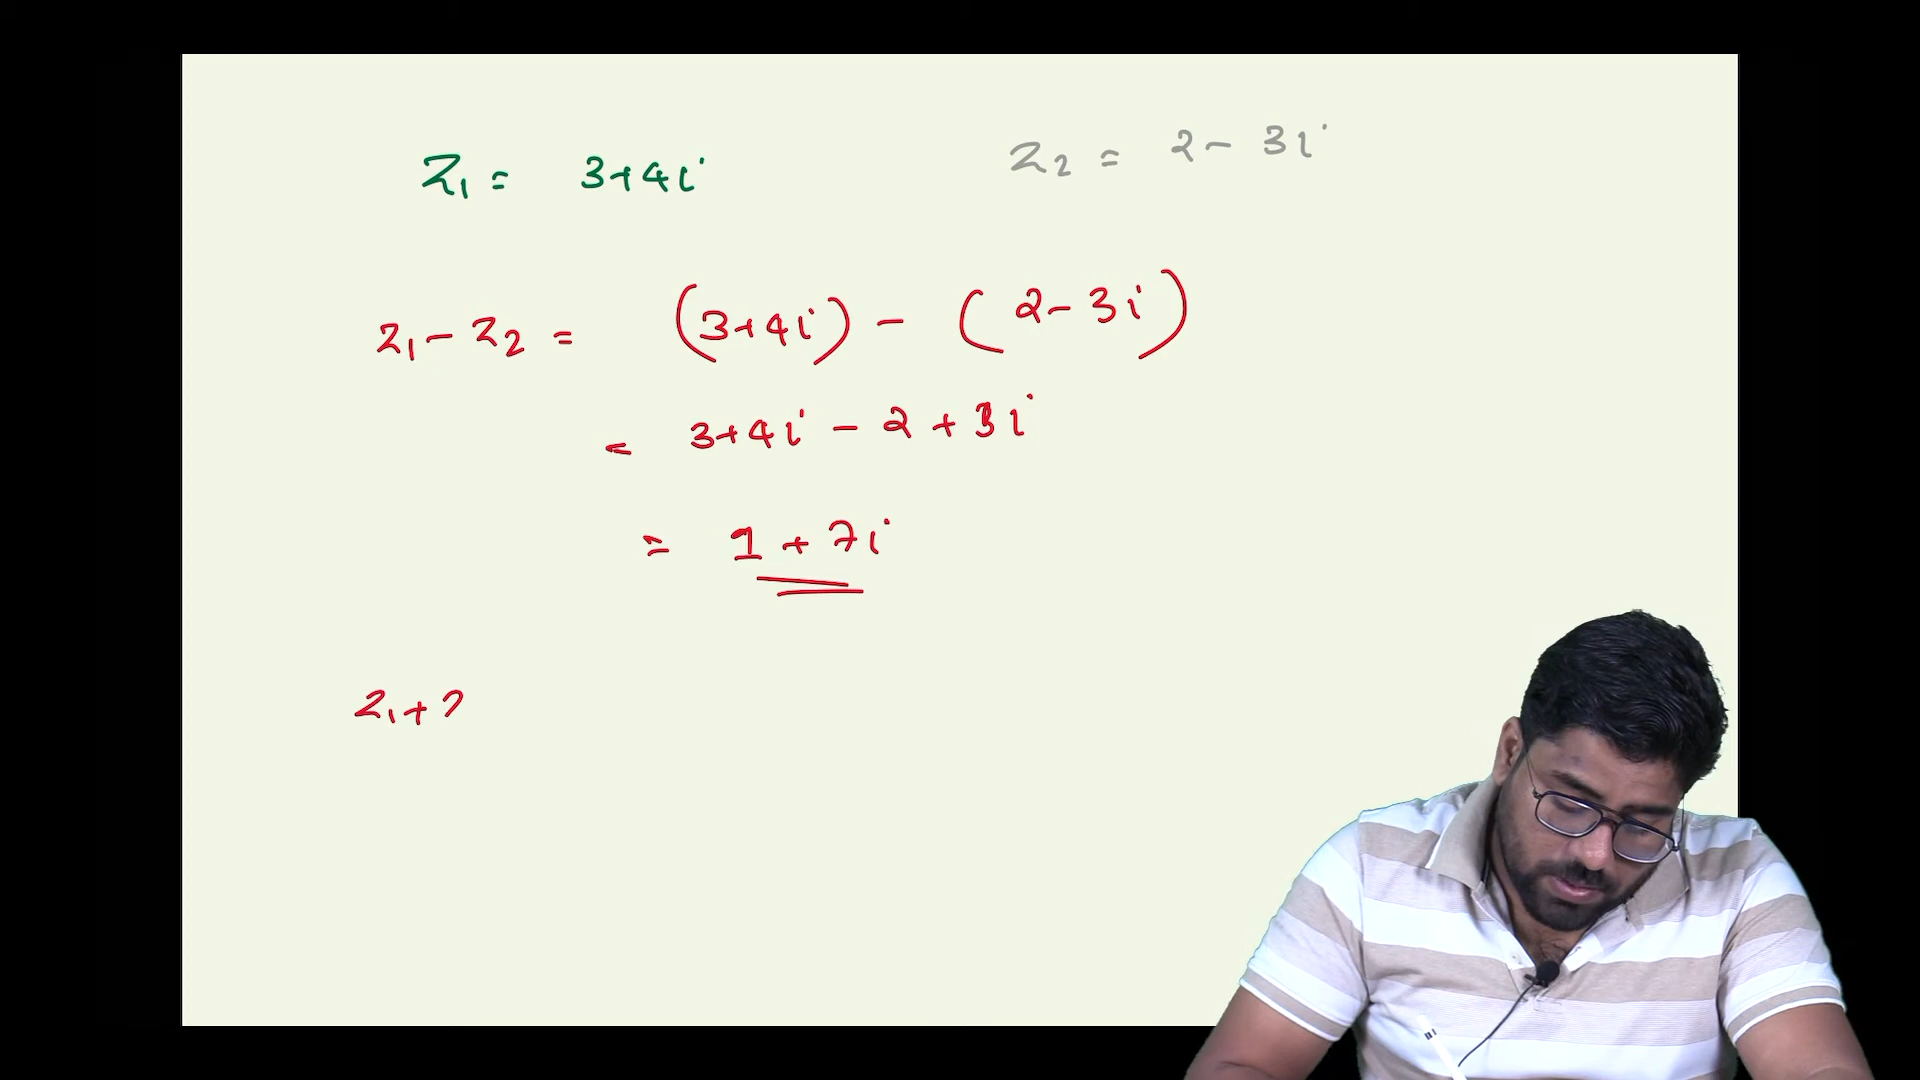 Z₁ = 3+4i
Z₂ = 2-3i
Z₁-Z₂ = (3+4i) - (2-3i)
= 3+4i - 2+3i
= 1+7i
Z₁+